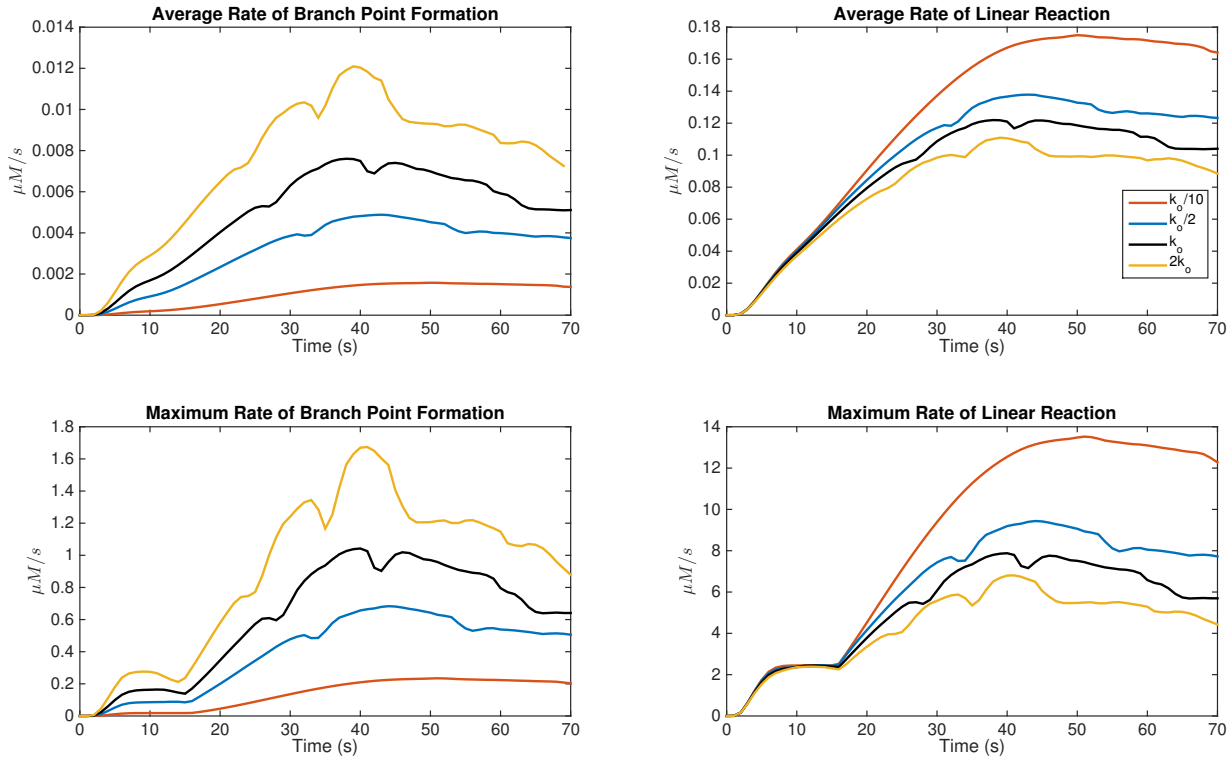 Average Rate of Branch Point Formation
μM/s
0.014
0.012
0.01
0.008
0.006
0.004
0.002
0
0 10 20 30 40 50 60 70
Time (s)
Average Rate of Linear Reaction
μM/s
0.18
0.16
0.14
0.12
0.1
0.08
0.06
0.04
0.02
0
k_o/10
k_o/2
k_o
2k_o
0 10 20 30 40 50 60 70
Time (s)
Maximum Rate of Branch Point Formation
μM/s
1.8
1.6
1.4
1.2
1
0.8
0.6
0.4
0.2
0
0 10 20 30 40 50 60 70
Time (s)
Maximum Rate of Linear Reaction
μM/s
14
12
10
8
6
4
2
0
0 10 20 30 40 50 60 70
Time (s)